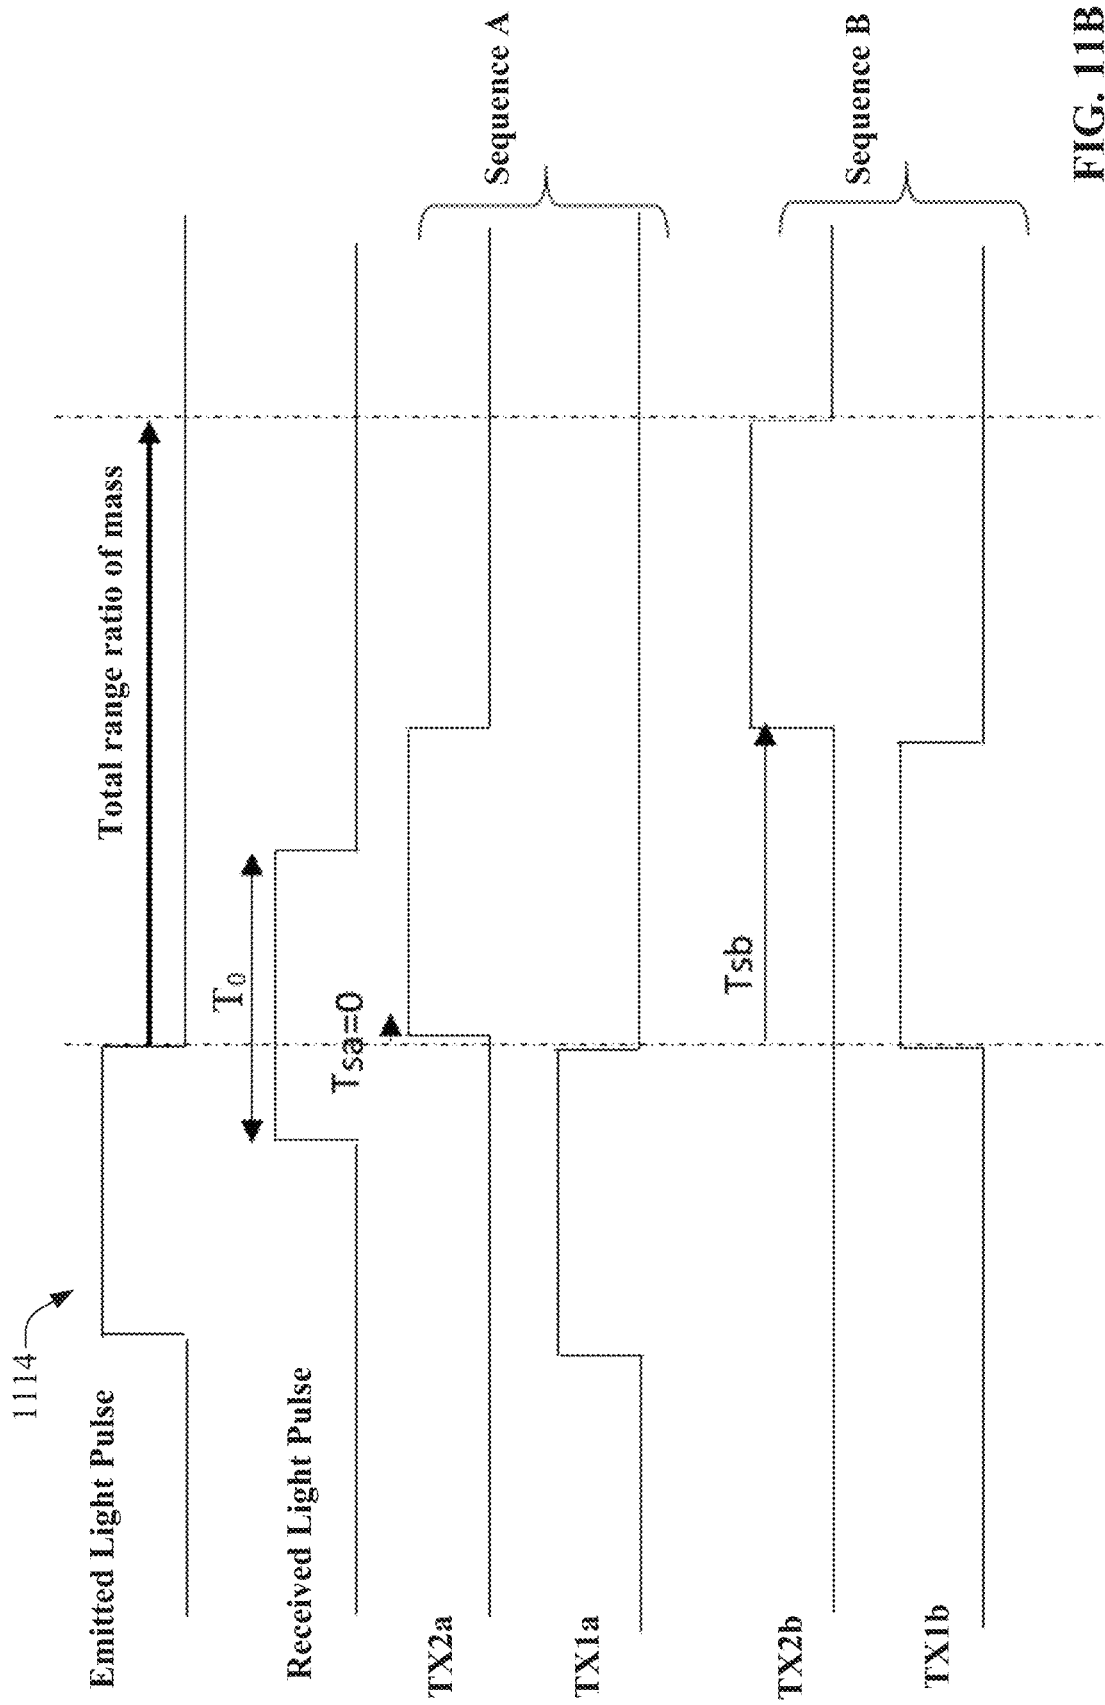 1114
Emitted Light Pulse
Total range ratio of mass
Received Light Pulse
T0
TX2a
Tsa=0
Sequence A
TX1a
TX2b
Tsb
Sequence B
TX1b
FIG. 11B